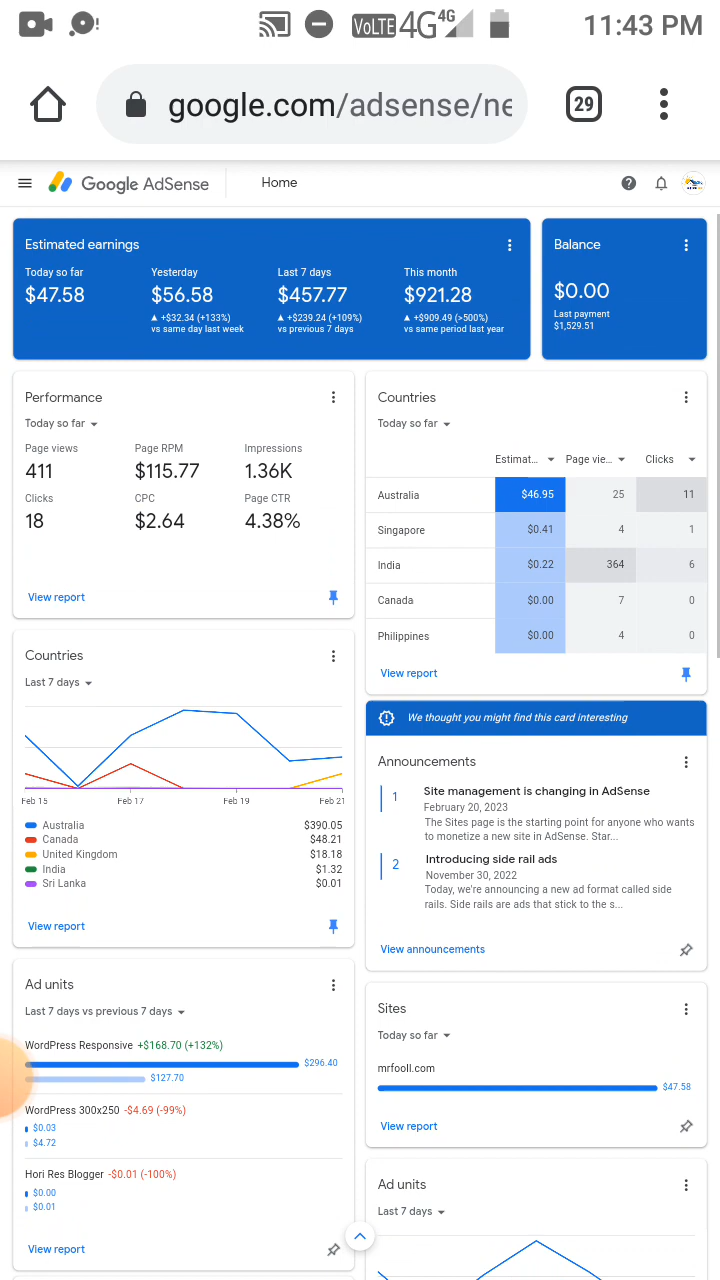 VoLTE 4G 4G 11:43 PM
google.com/adsense/ne
29
Google AdSense Home
Estimated earnings
Today so far Yesterday Last 7 days This month
$47.58 $56.58 $457.77 $921.28
▲ +$32.34 (+133%) ▲ +$239.24 (+109%) ▲ +$909.49 (>500%)
vs same day last week vs previous 7 days vs same period last year
Balance
$0.00
Last payment
$1,529.51
Performance
Today so far
Page views Page RPM Impressions
411 $115.77 1.36K
Clicks CPC Page CTR
18 $2.64 4.38%
View report
Countries
Today so far
Estimat... Page vie... Clicks
Australia $46.95 25 11
Singapore $0.41 4 1
India $0.22 364 6
Canada $0.00 7 0
Philippines $0.00 4 0
View report
Countries
Last 7 days
Feb 15 Feb 17 Feb 19 Feb 21
Australia $390.05
Canada $48.21
United Kingdom $18.18
India $1.32
Sri Lanka $0.01
View report
We thought you might find this card interesting
Announcements
1 Site management is changing in AdSense
February 20, 2023
The Sites page is the starting point for anyone who wants
to monetize a new site in AdSense. Star...
2 Introducing side rail ads
November 30, 2022
Today, we're announcing a new ad format called side
rails. Side rails are ads that stick to the s...
View announcements
Ad units
Last 7 days vs previous 7 days
WordPress Responsive +$168.70 (+132%)
$296.40
$127.70
WordPress 300x250 -$4.69 (-99%)
$0.03
$4.72
Hori Res Blogger -$0.01 (-100%)
$0.00
$0.01
View report
Sites
Today so far
mrfooll.com
$47.58
View report
Ad units
Last 7 days